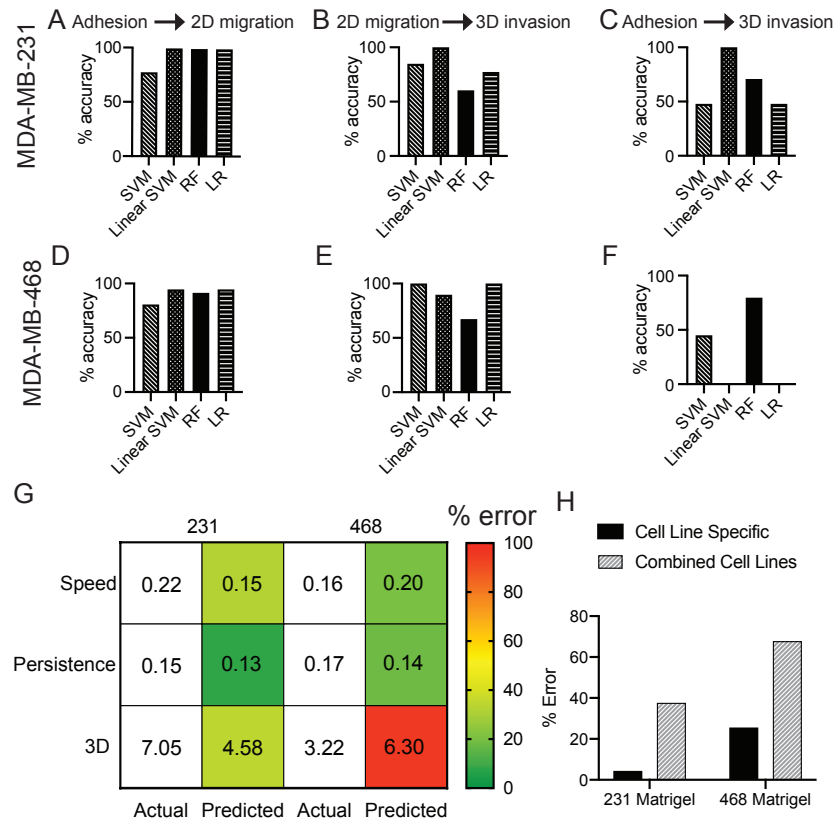 A Adhesion → 2D migration
B 2D migration → 3D invasion
C Adhesion → 3D invasion
MDA-MB-231
% accuracy
100
50
0
SVM
Linear SVM
RF
LR
% accuracy
100
50
0
SVM
Linear SVM
RF
LR
% accuracy
100
50
0
SVM
Linear SVM
RF
LR
MDA-MB-468
D
% accuracy
100
50
0
SVM
Linear SVM
RF
LR
E
% accuracy
100
50
0
SVM
Linear SVM
RF
LR
F
% accuracy
100
50
0
SVM
Linear SVM
RF
LR
G
231 468
% error
Speed 0.22 0.15 0.16 0.20
Persistence 0.15 0.13 0.17 0.14
3D 7.05 4.58 3.22 6.30
Actual Predicted Actual Predicted
100
80
60
40
20
0
H
Cell Line Specific
Combined Cell Lines
% Error
80
60
40
20
0
231 Matrigel 468 Matrigel